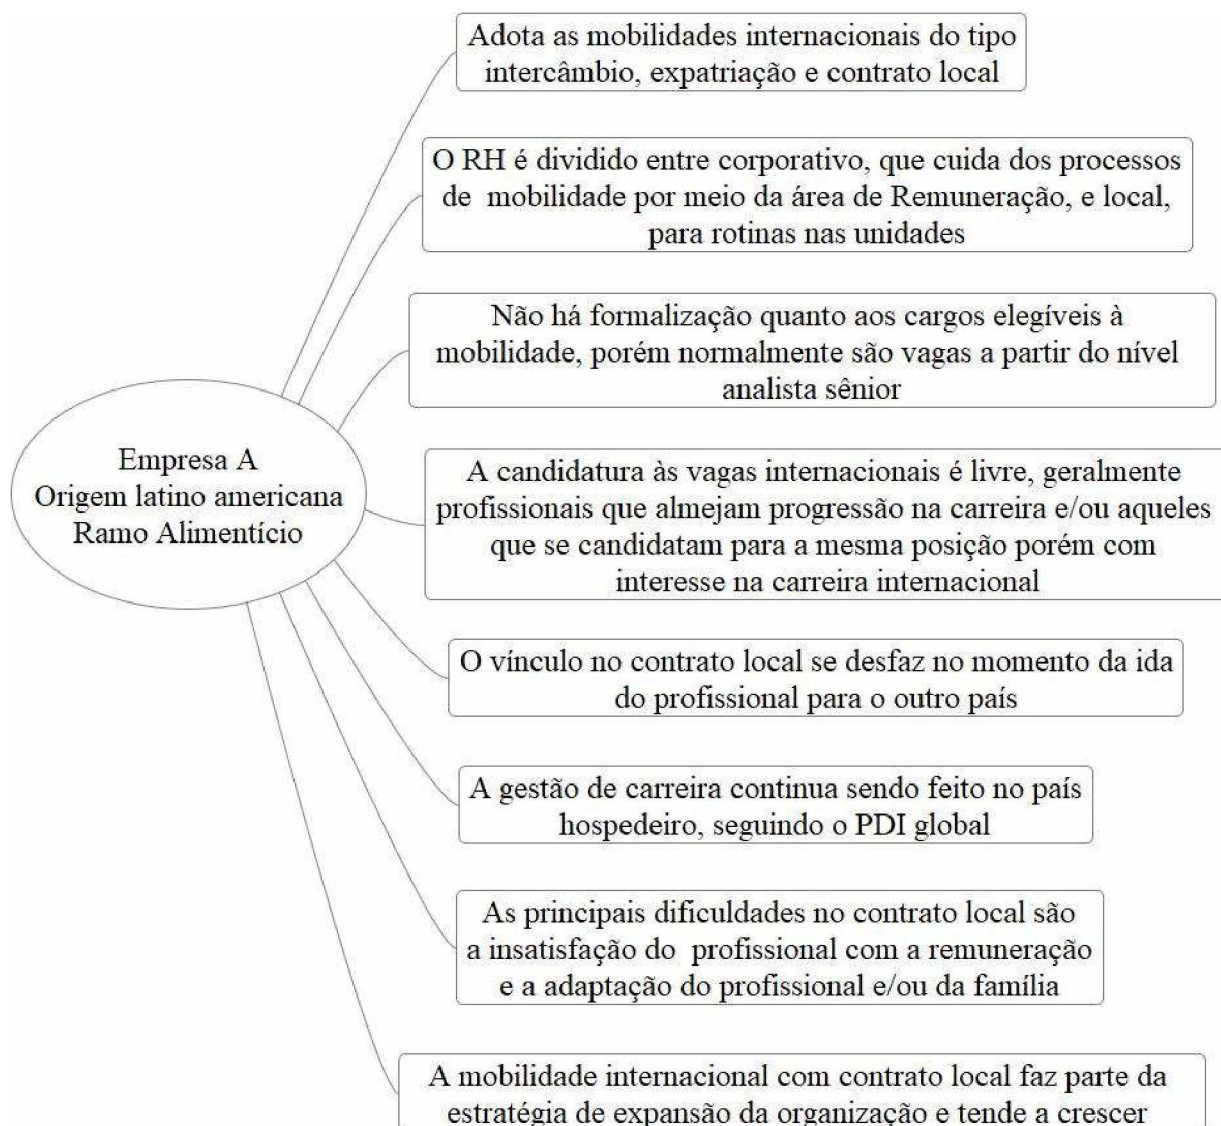 Adota as mobilidades internacionais do tipo
intercâmbio, expatriação e contrato local
O RH é dividido entre corporativo, que cuida dos processos
de mobilidade por meio da área de Remuneração, e local,
para rotinas nas unidades
Não há formalização quanto aos cargos elegíveis à
mobilidade, porém normalmente são vagas a partir do nível
analista sênior
Empresa A
Origem latino americana
Ramo Alimentício
A candidatura às vagas internacionais é livre, geralmente
profissionais que almejam progressão na carreira e/ou aqueles
que se candidatam para a mesma posição porém com
interesse na carreira internacional
O vínculo no contrato local se desfaz no momento da ida
do profissional para o outro país
A gestão de carreira continua sendo feito no país
hospedeiro, seguindo o PDI global
As principais dificuldades no contrato local são
a insatisfação do profissional com a remuneração
e a adaptação do profissional e/ou da família
A mobilidade internacional com contrato local faz parte da
estratégia de expansão da organização e tende a crescer